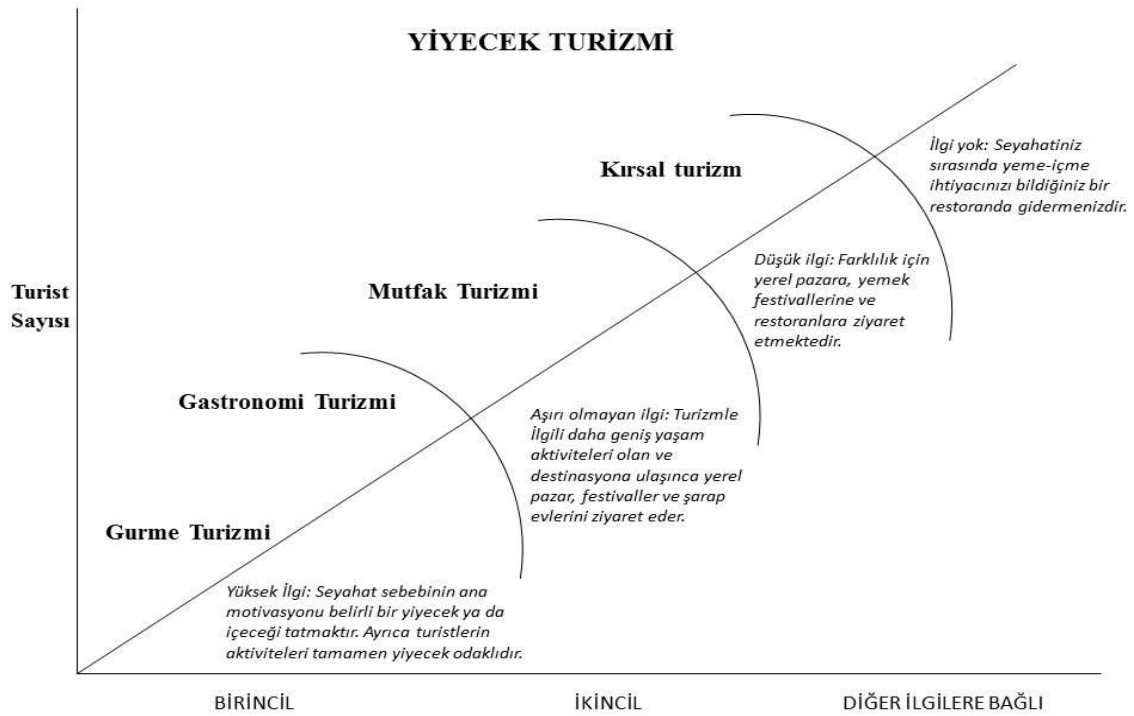 YİYECEK TURİZMİ
Kırsal turizm
İlgi yok: Seyahatiniz
sırasında yeme-içme
ihtiyacınızı bildiğiniz bir
restoranda gidermenizdir.
Mutfak Turizmi
Düşük ilgi: Farklılık için
yerel pazara, yemek
festivallerine ve
restoranlara ziyaret
etmektedir.
Turist
Sayısı
Gastronomi Turizmi
Aşırı olmayan ilgi: Turizmle
İlgili daha geniş yaşam
aktiviteleri olan ve
destinasyona ulaşınca yerel
pazar, festivaller ve şarap
evlerini ziyaret eder.
Gurme Turizmi
Yüksek İlgi: Seyahat sebebinin ana
motivasyonu belirli bir yiyecek ya da
içeceği tatmaktır. Ayrıca turistlerin
aktiviteleri tamamen yiyecek odaklıdır.
BİRİNCİL
İKİNCİL
DİĞER İLGİLERE BAĞLI